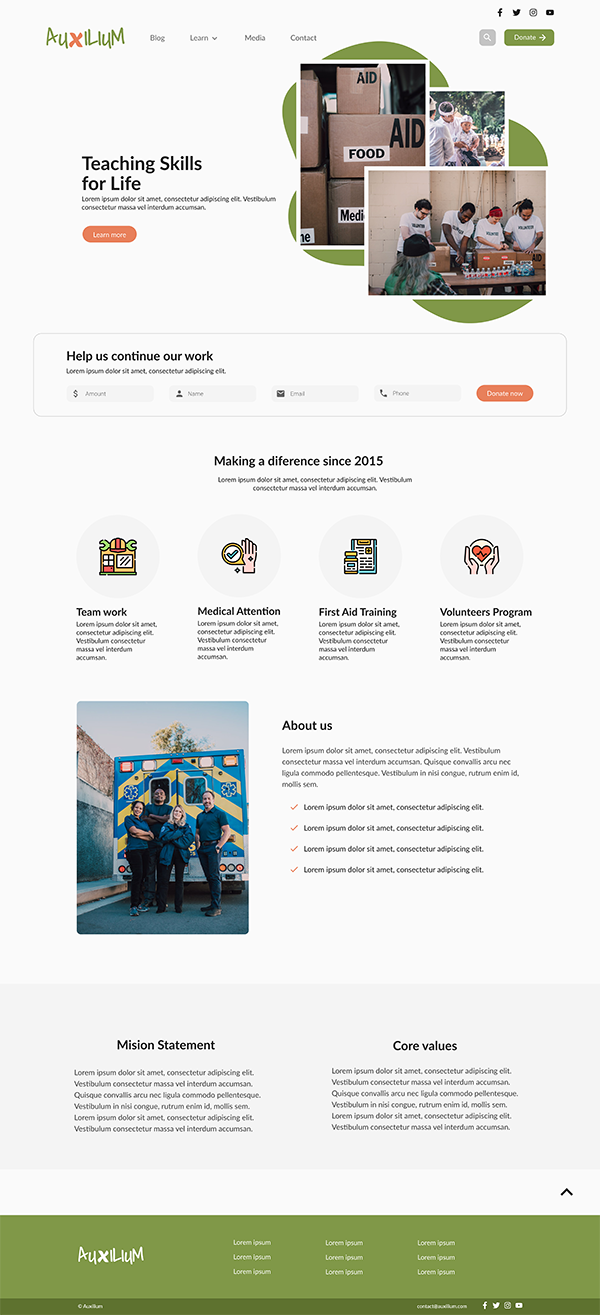 AUXILIUM
Blog
Learn
Media
Contact
Donate
AID
AID
FOOD
Medi
ne
Teaching Skills
for Life
Lorem ipsum dolor sit amet, consectetur adipiscing elit. Vestibulum
consectetur massa vel interdum accumsan.
Learn more
VOLUNTEER
VOLUNTEER
VOLUNTEER
Help us continue our work
Lorem ipsum dolor sit amet, consectetur adipiscing elit.
$
Amount
Name
Email
Phone
Donate now
Making a diference since 2015
Lorem ipsum dolor sit amet, consectetur adipiscing elit. Vestibulum
consectetur massa vel interdum accumsan.
Team work
Lorem ipsum dolor sit amet,
consectetur adipiscing elit.
Vestibulum consectetur
massa vel interdum
accumsan.
Medical Attention
Lorem ipsum dolor sit amet,
consectetur adipiscing elit.
Vestibulum consectetur
massa vel interdum
accumsan.
First Aid Training
Lorem ipsum dolor sit amet,
consectetur adipiscing elit.
Vestibulum consectetur
massa vel interdum
accumsan.
Volunteers Program
Lorem ipsum dolor sit amet,
consectetur adipiscing elit.
Vestibulum consectetur
massa vel interdum
accumsan.
About us
Lorem ipsum dolor sit amet, consectetur adipiscing elit. Vestibulum
consectetur massa vel interdum accumsan. Quisque convallis arcu nec
ligula commodo pellentesque. Vestibulum in nisi congue, rutrum enim id,
mollis sem.
Lorem ipsum dolor sit amet, consectetur adipiscing elit.
Lorem ipsum dolor sit amet, consectetur adipiscing elit.
Lorem ipsum dolor sit amet, consectetur adipiscing elit.
Lorem ipsum dolor sit amet, consectetur adipiscing elit.
Mision Statement
Lorem ipsum dolor sit amet, consectetur adipiscing elit.
Vestibulum consectetur massa vel interdum accumsan.
Quisque convallis arcu nec ligula commodo pellentesque.
Vestibulum in nisi congue, rutrum enim id, mollis sem.
Lorem ipsum dolor sit amet, consectetur adipiscing elit.
Vestibulum consectetur massa vel interdum accumsan.
Core values
Lorem ipsum dolor sit amet, consectetur adipiscing elit.
Vestibulum consectetur massa vel interdum accumsan.
Quisque convallis arcu nec ligula commodo pellentesque.
Vestibulum in nisi congue, rutrum enim id, mollis sem.
Lorem ipsum dolor sit amet, consectetur adipiscing elit.
Vestibulum consectetur massa vel interdum accumsan.
AUXILIUM
Lorem ipsum
Lorem ipsum
Lorem ipsum
Lorem ipsum
Lorem ipsum
Lorem ipsum
Lorem ipsum
Lorem ipsum
Lorem ipsum
© Auxilium
contact@auxilium.com